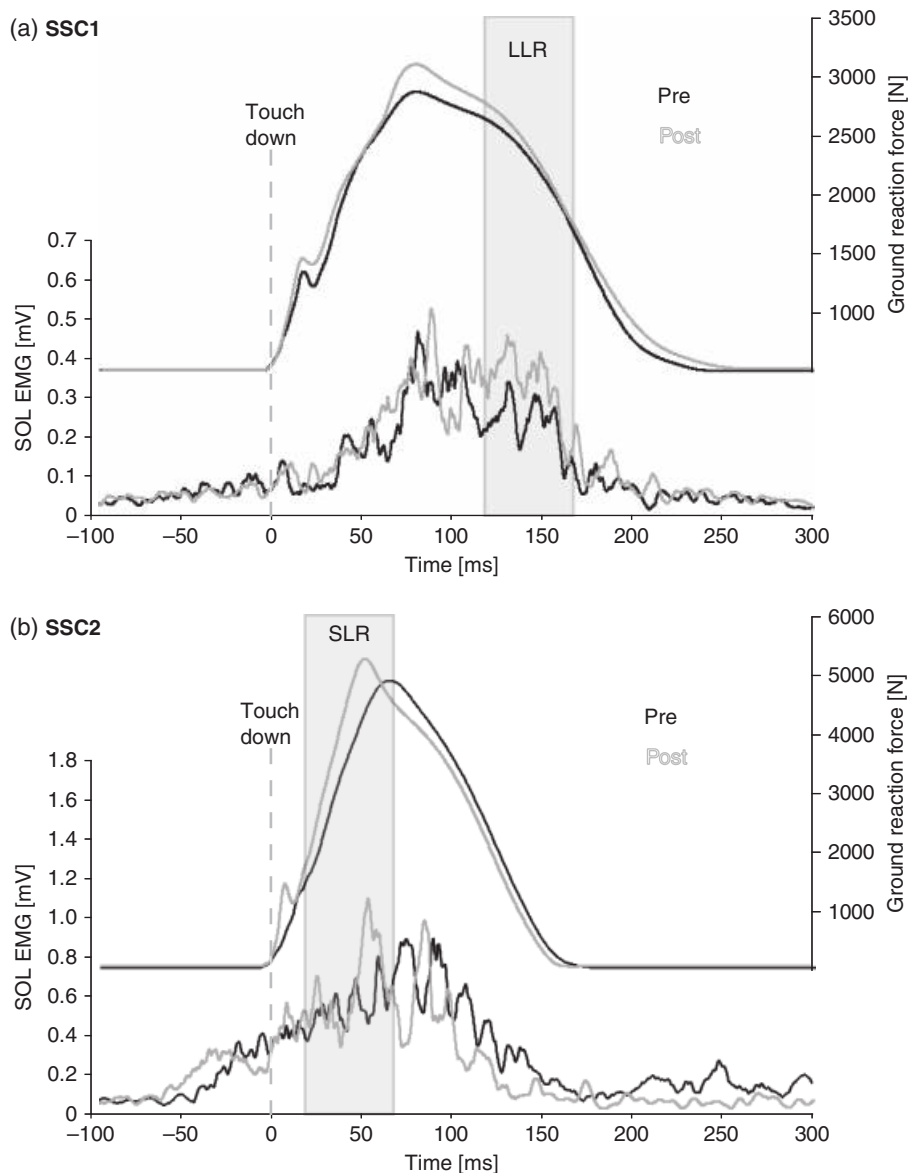 (a) SSC1
3500
LLR
3000
Touch
down
Pre
Post
2500
2000
1500
1000
Ground reaction force [N]
0.7
0.6
0.5
0.4
0.3
0.2
0.1
0
SOL EMG [mV]
–100 –50 0 50 100 150 200 250 300
Time [ms]
(b) SSC2
6000
SLR
5000
Touch
down
Pre
Post
4000
3000
2000
1000
Ground reaction force [N]
1.8
1.6
1.4
1.2
1.0
0.8
0.6
0.4
0.2
0
SOL EMG [mV]
–100 –50 0 50 100 150 200 250 300
Time [ms]